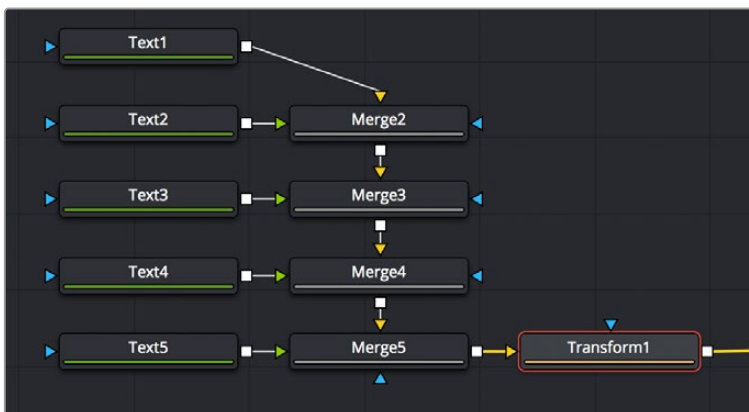 Text1
Text2 Merge2
Text3 Merge3
Text4 Merge4
Text5 Merge5 Transform1